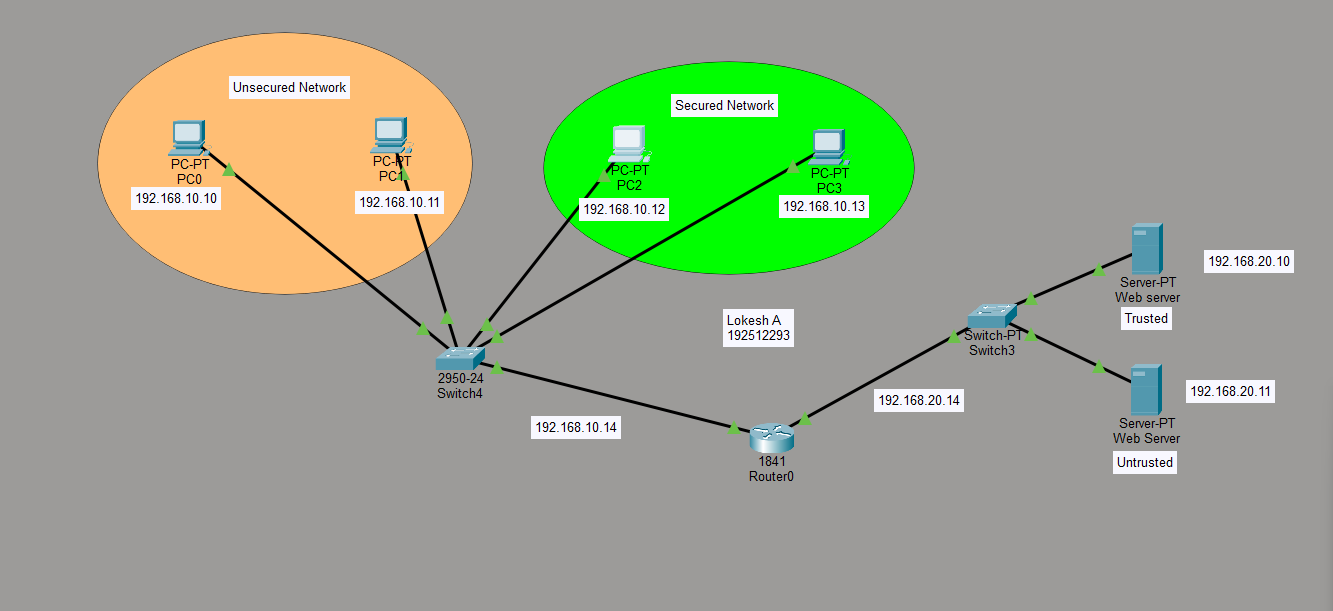 Unsecured Network
PC-PT
PC0
192.168.10.10
PC-PT
PC1
192.168.10.11
Secured Network
PC-PT
PC2
192.168.10.12
PC-PT
PC3
192.168.10.13
Lokesh A
192512293
2950-24
Switch4
192.168.10.14
1841
Router0
192.168.20.14
Switch-PT
Switch3
Server-PT
Web server
Trusted
192.168.20.10
Server-PT
Web Server
Untrusted
192.168.20.11